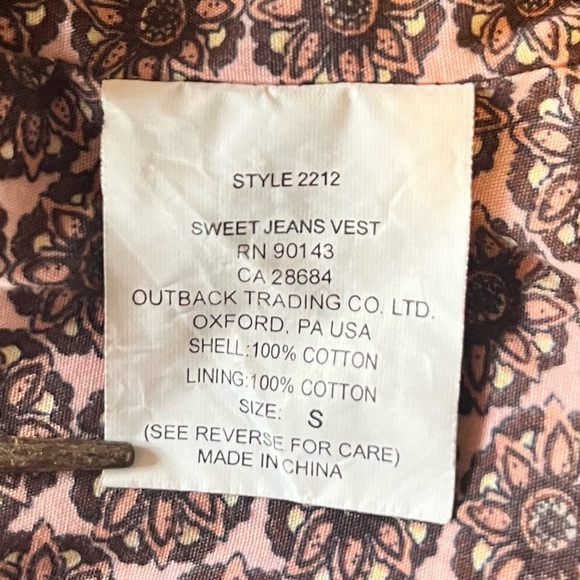 STYLE 2212
SWEET JEANS VEST
RN 90143
CA 28684
OUTBACK TRADING CO. LTD.
OXFORD, PA USA
SHELL:100% COTTON
LINING:100% COTTON
SIZE: S
(SEE REVERSE FOR CARE)
MADE IN CHINA